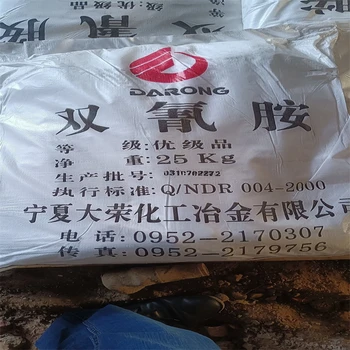 DARONG
双氰胺
等 级:优级品
净 重:25Kg
生产批号:
执行标准:Q/NDR 004-2000
宁夏大荣化工冶金有限公司
电 话:0952-2170307
传 真:0952-2179756